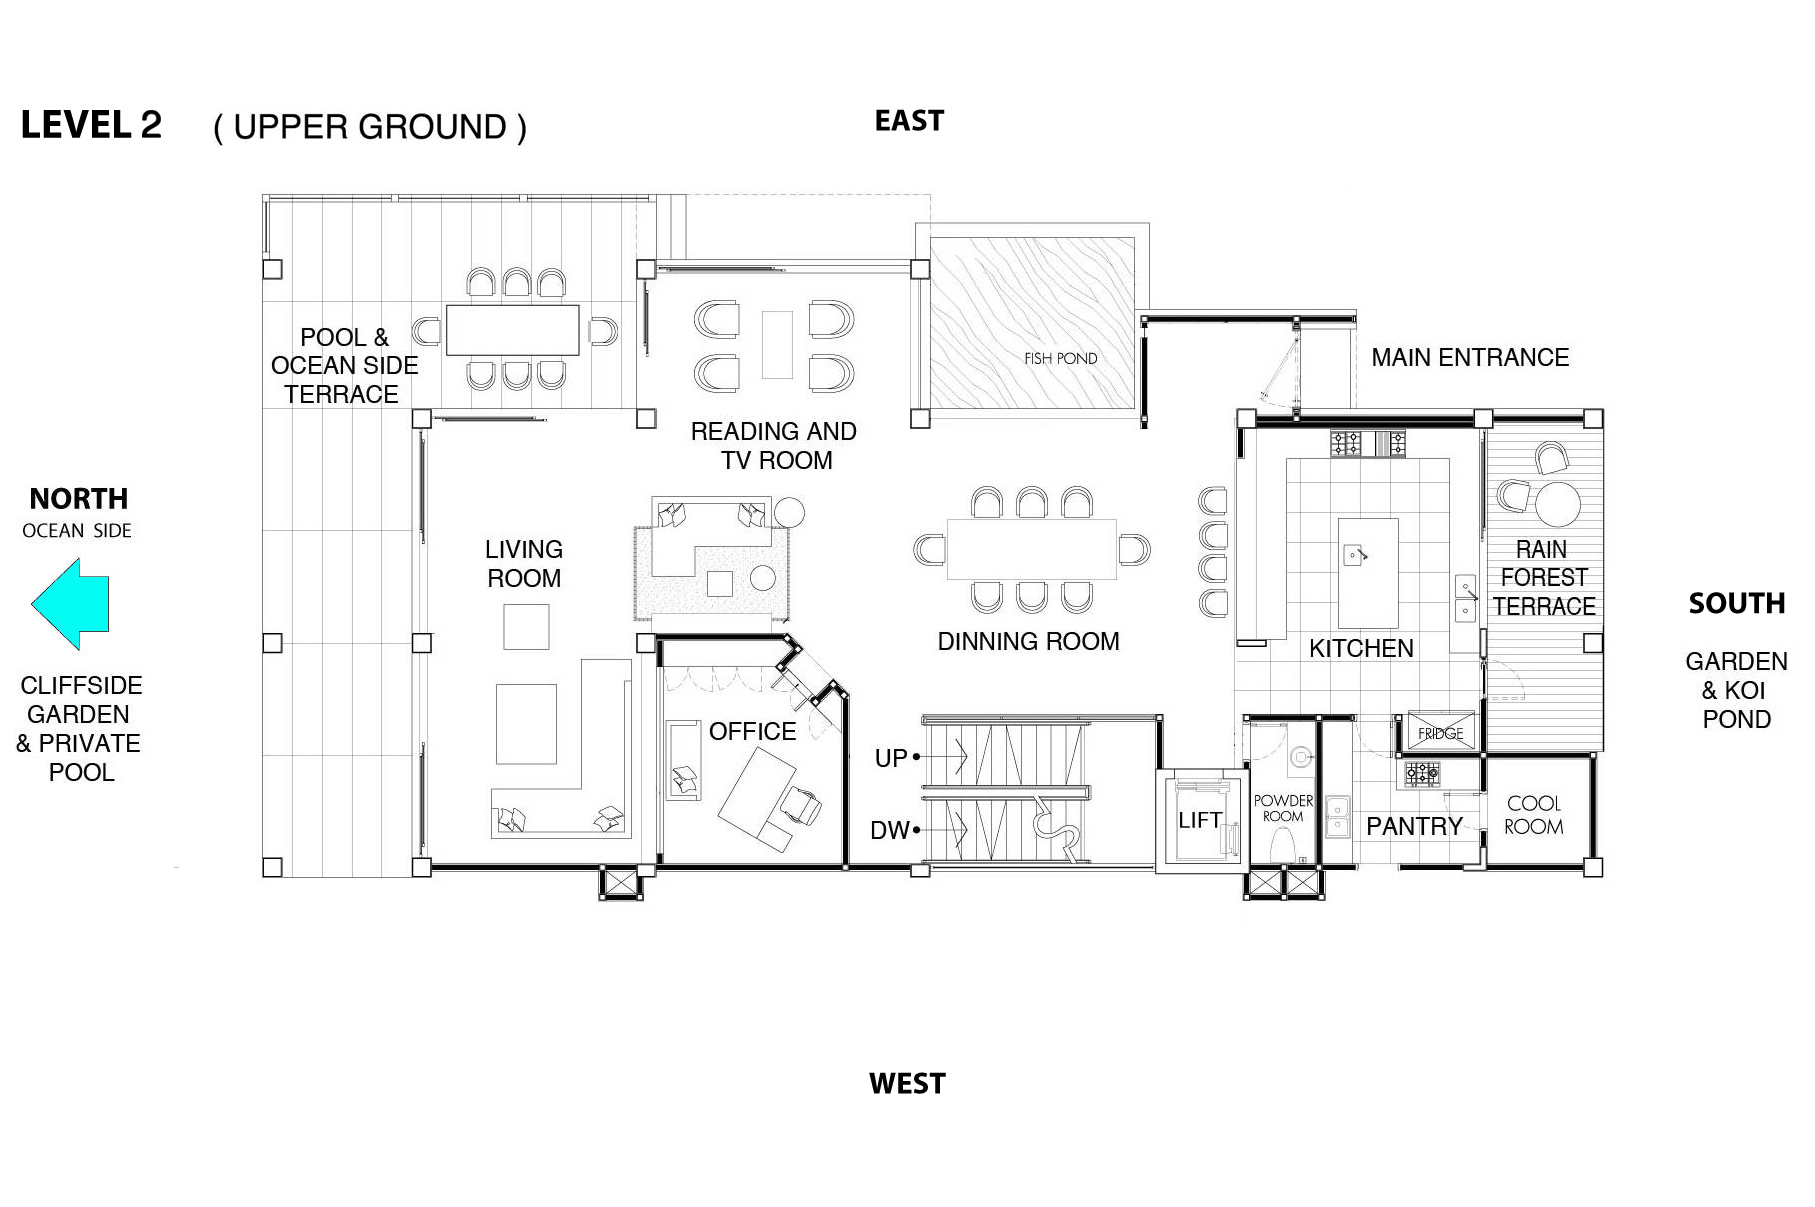 LEVEL 2 ( UPPER GROUND )
EAST
POOL &
OCEAN SIDE
TERRACE
FISH POND
MAIN ENTRANCE
READING AND
TV ROOM
NORTH
OCEAN SIDE
LIVING
ROOM
RAIN
FOREST
TERRACE
SOUTH
DINNING ROOM
KITCHEN
GARDEN
& KOI
POND
CLIFFSIDE
GARDEN
& PRIVATE
POOL
OFFICE
FRIDGE
UP
DW
LIFT
POWDER
ROOM
PANTRY
COOL
ROOM
WEST